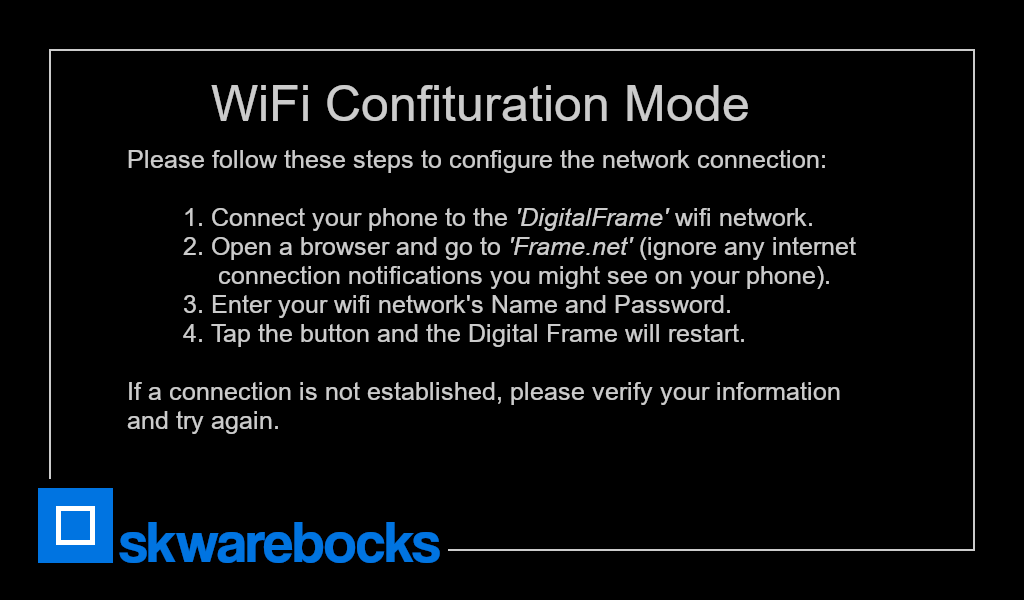 WiFi Confituration Mode
Please follow these steps to configure the network connection:
1. Connect your phone to the 'DigitalFrame' wifi network.
2. Open a browser and go to 'Frame.net' (ignore any internet
connection notifications you might see on your phone).
3. Enter your wifi network's Name and Password.
4. Tap the button and the Digital Frame will restart.
If a connection is not established, please verify your information
and try again.
skwarebocks